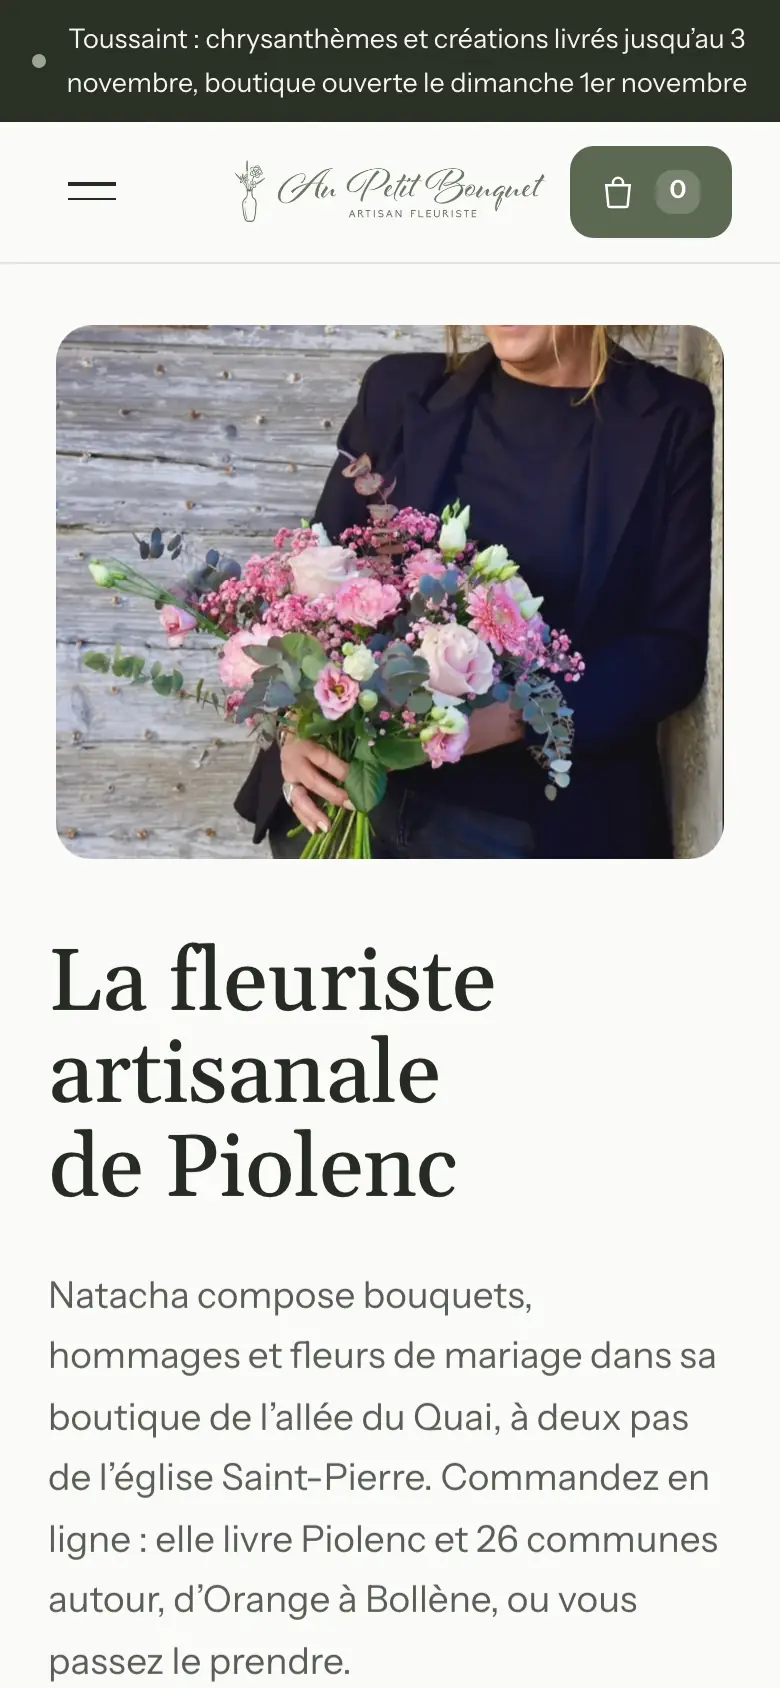 Toussaint : chrysanthèmes et créations livrés jusqu’au 3
novembre, boutique ouverte le dimanche 1er novembre
Au Petit Bouquet
ARTISAN FLEURISTE
0
La fleuriste
artisanale
de Piolenc
Natacha compose bouquets,
hommages et fleurs de mariage dans sa
boutique de l’allée du Quai, à deux pas
de l’église Saint-Pierre. Commandez en
ligne : elle livre Piolenc et 26 communes
autour, d’Orange à Bollène, ou vous
passez le prendre.